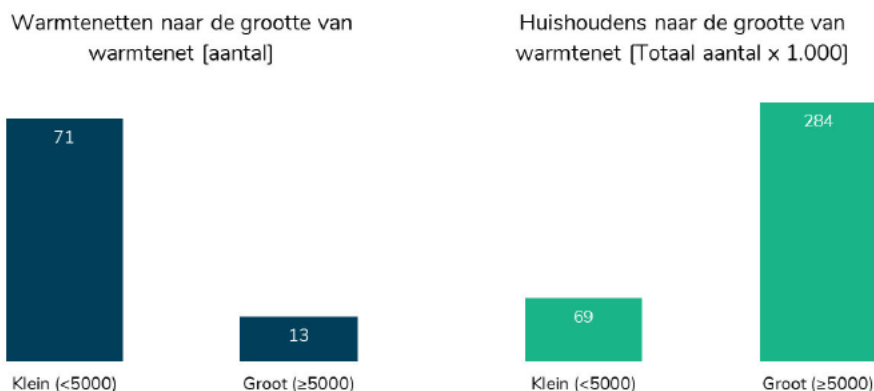 Warmtenetten naar de grootte van
warmtenet [aantal]
71
13
Klein (<5000)
Groot (≥5000)
Huishoudens naar de grootte van
warmtenet [Totaal aantal x 1.000]
69
284
Klein (<5000)
Groot (≥5000)